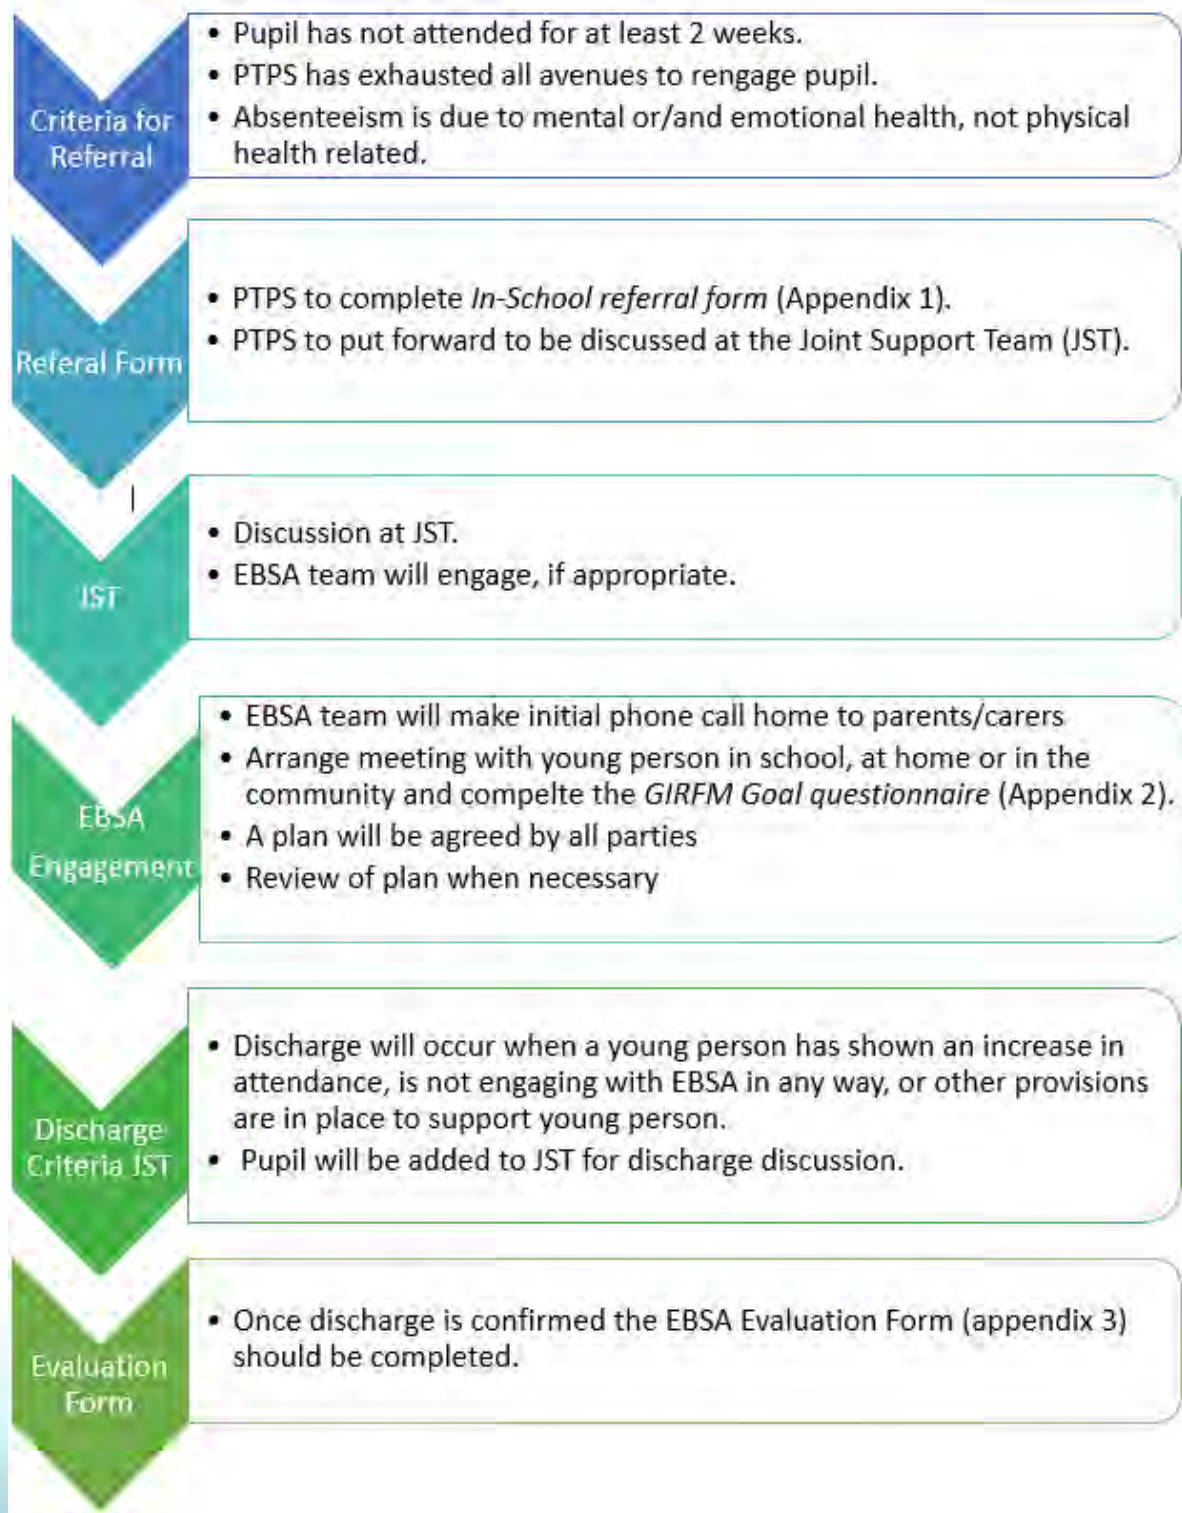 Criteria for
Referral
• Pupil has not attended for at least 2 weeks.
• PTPS has exhausted all avenues to rengage pupil.
• Absenteeism is due to mental or/and emotional health, not physical
health related.
Referal Form
• PTPS to complete In-School referral form (Appendix 1).
• PTPS to put forward to be discussed at the Joint Support Team (JST).
JST
• Discussion at JST.
• EBSA team will engage, if appropriate.
EBSA
Engagement
• EBSA team will make initial phone call home to parents/carers
• Arrange meeting with young person in school, at home or in the
community and compelte the GIRFM Goal questionnaire (Appendix 2).
• A plan will be agreed by all parties
• Review of plan when necessary
Discharge
Criteria JST
• Discharge will occur when a young person has shown an increase in
attendance, is not engaging with EBSA in any way, or other provisions
are in place to support young person.
• Pupil will be added to JST for discharge discussion.
Evaluation
Form
• Once discharge is confirmed the EBSA Evaluation Form (appendix 3)
should be completed.